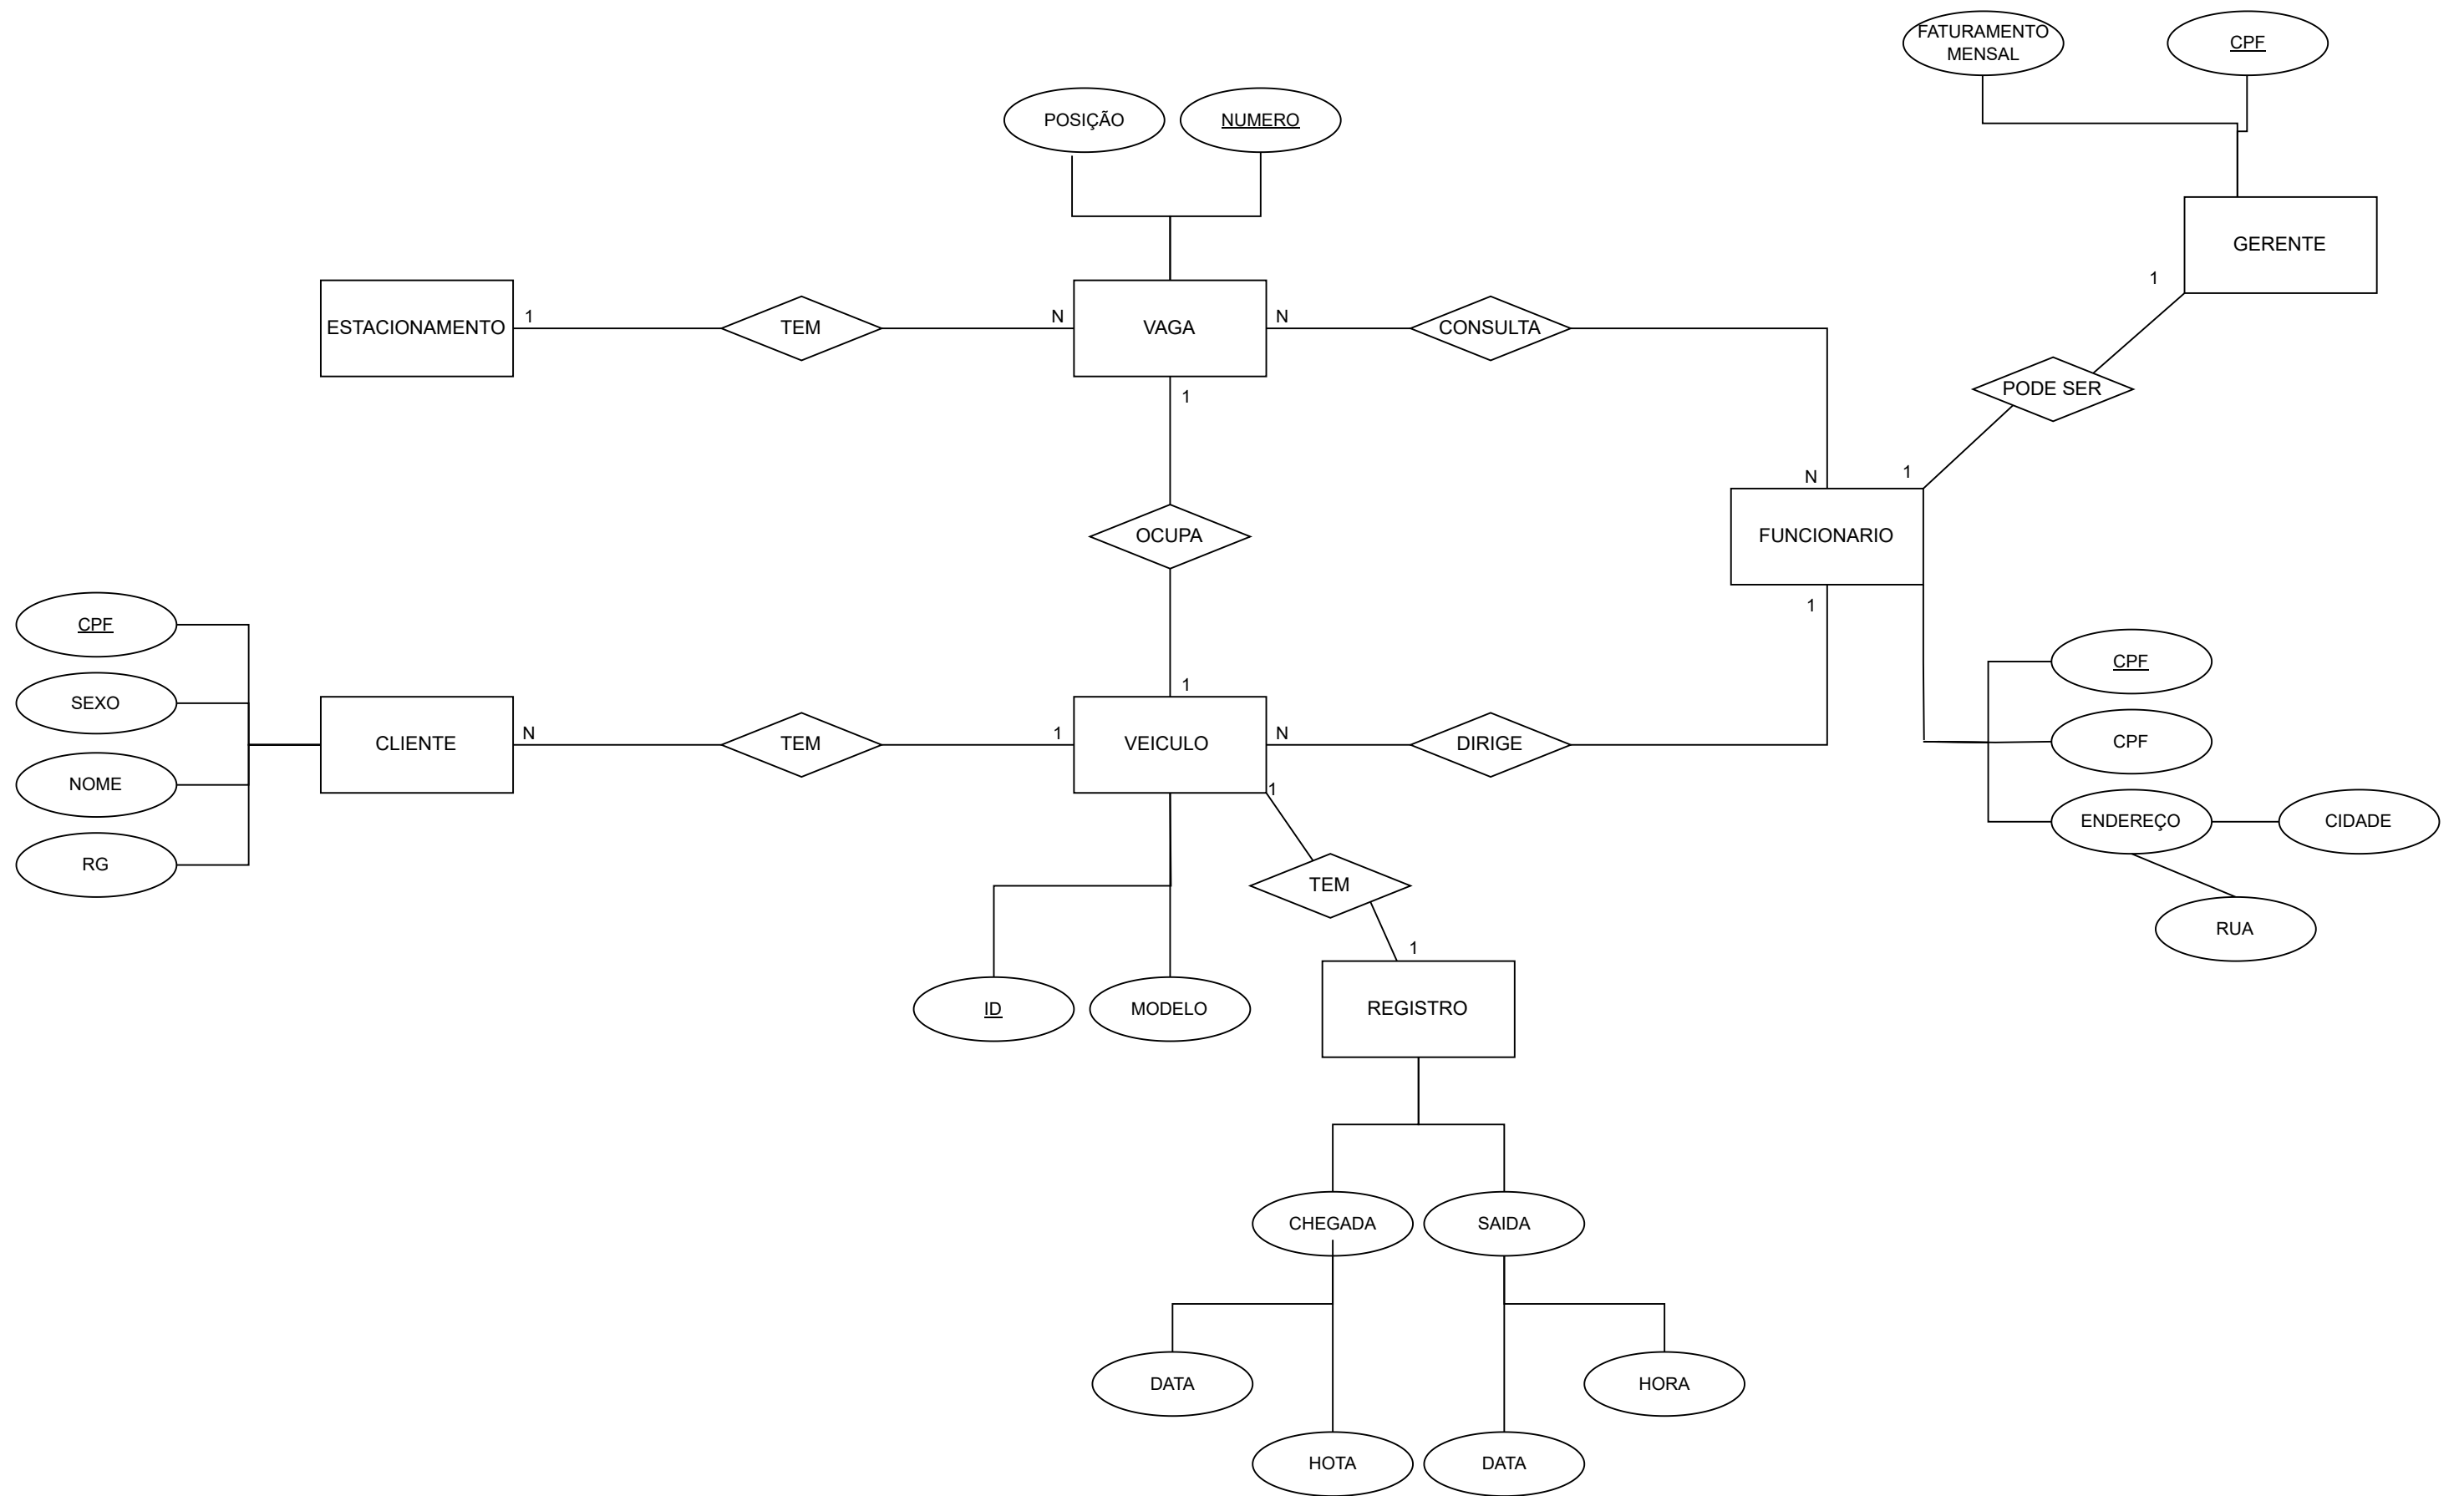 FATURAMENTO
MENSAL
CPF
POSIÇÃO
NUMERO
GERENTE
1
ESTACIONAMENTO
1
TEM
N
VAGA
N
CONSULTA
PODE SER
1
N
1
OCUPA
FUNCIONARIO
1
CPF
SEXO
NOME
RG
CLIENTE
N
TEM
1
1
VEICULO
N
DIRIGE
1
CPF
CPF
ENDEREÇO
CIDADE
RUA
TEM
1
ID
MODELO
REGISTRO
CHEGADA
SAIDA
DATA
HORA
HOTA
DATA